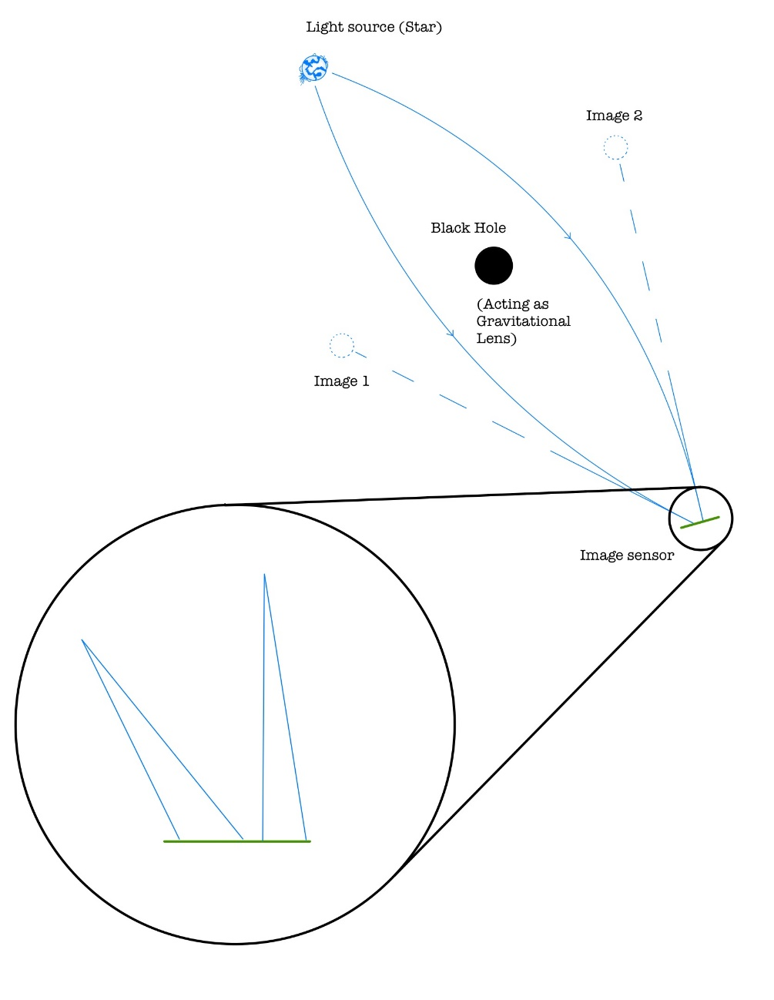 Light source (Star)
Image 2
Black Hole
(Acting as
Gravitational
Lens)
Image 1
Image sensor